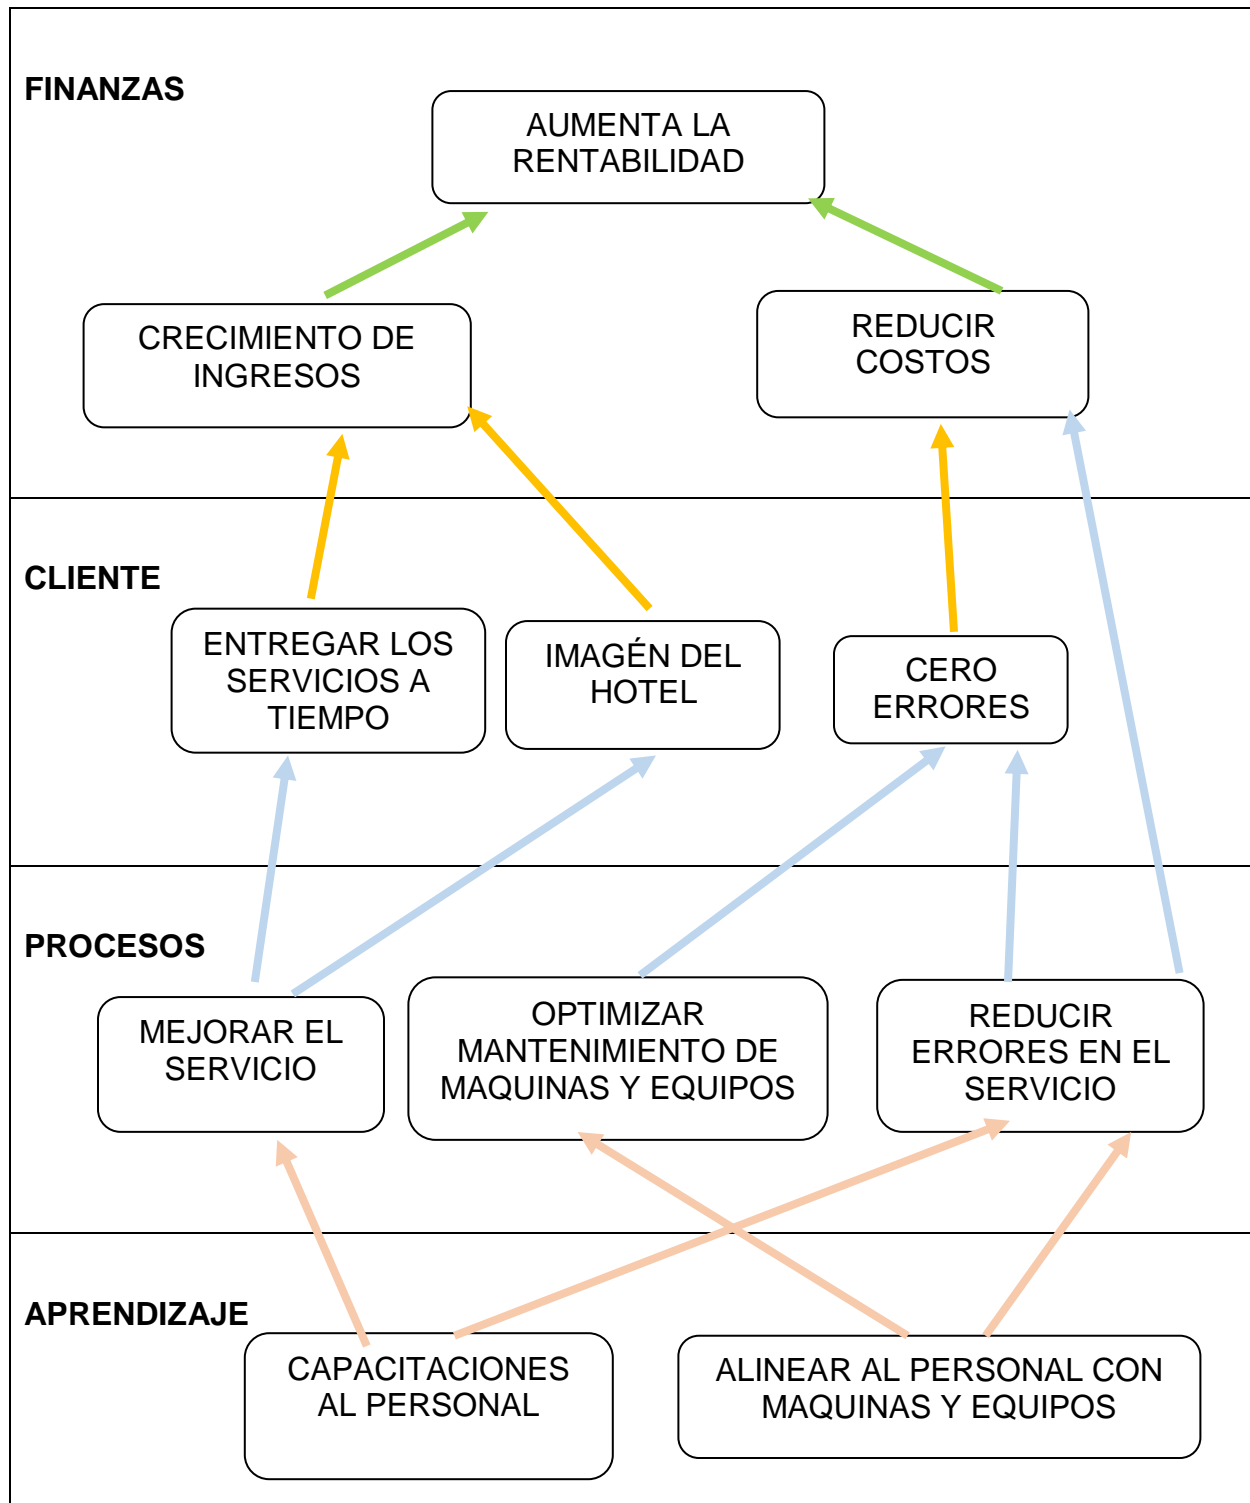 FINANZAS
AUMENTA LA
RENTABILIDAD
CRECIMIENTO DE
INGRESOS
REDUCIR
COSTOS
CLIENTE
ENTREGAR LOS
SERVICIOS A
TIEMPO
IMAGÉN DEL
HOTEL
CERO
ERRORES
PROCESOS
MEJORAR EL
SERVICIO
OPTIMIZAR
MANTENIMIENTO DE
MAQUINAS Y EQUIPOS
REDUCIR
ERRORES EN EL
SERVICIO
APRENDIZAJE
CAPACITACIONES
AL PERSONAL
ALINEAR AL PERSONAL CON
MAQUINAS Y EQUIPOS